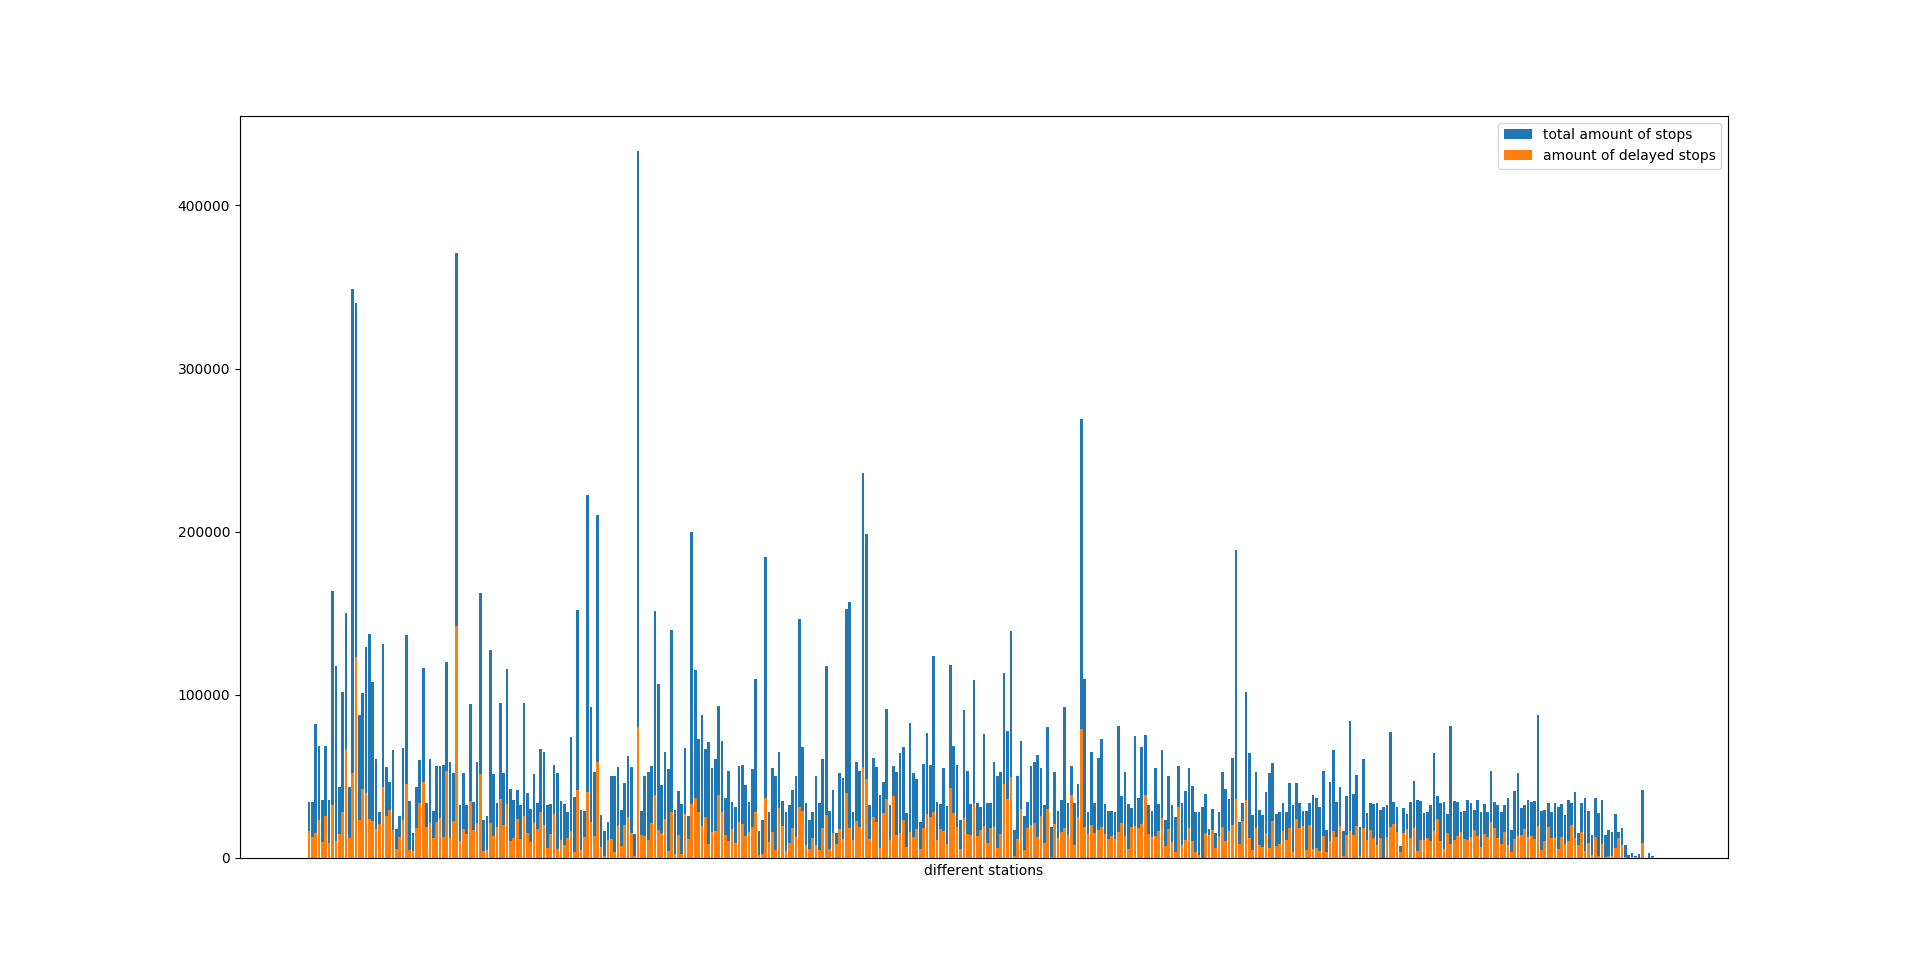 total amount of stops
amount of delayed stops
400000
300000
200000
100000
0
different stations